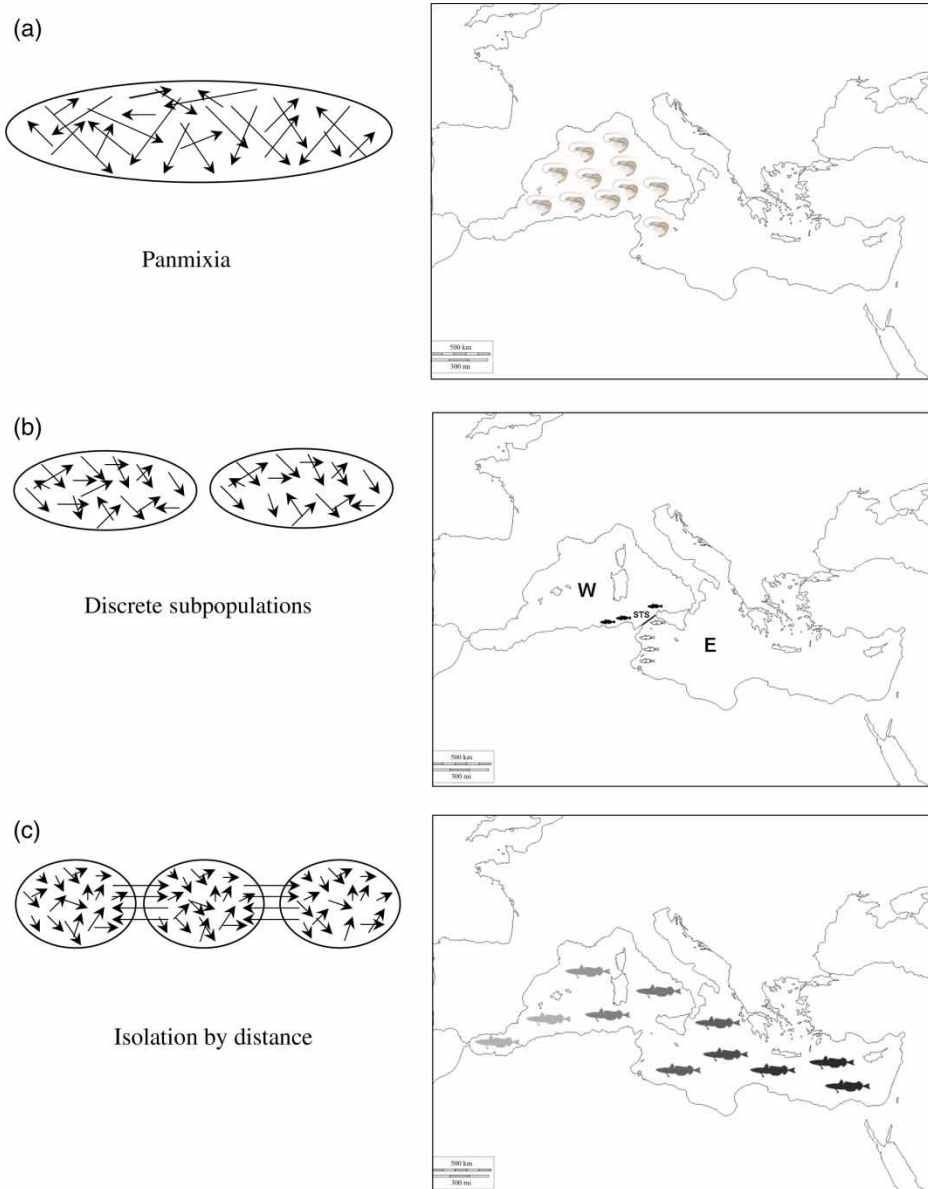 (a)
Panmixia
500 km
300 mi
(b)
Discrete subpopulations
W
STS
E
500 km
300 mi
(c)
Isolation by distance
500 km
300 mi